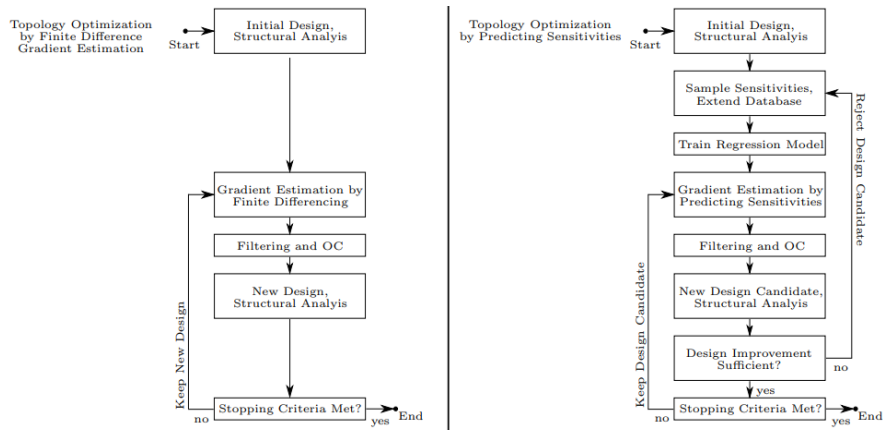 Topology Optimization
by Finite Difference
Gradient Estimation
Start
Initial Design,
Structural Analyis
Gradient Estimation by
Finite Differencing
Filtering and OC
New Design,
Structural Analyis
Keep New Design
Stopping Criteria Met?
no
yes
End
Topology Optimization
by Predicting Sensitivities
Start
Initial Design,
Structural Analyis
Sample Sensitivities,
Extend Database
Train Regression Model
Gradient Estimation by
Predicting Sensitivities
Filtering and OC
New Design Candidate,
Structural Analyis
Design Improvement
Sufficient?
no
Reject Design Candidate
yes
Keep Design Candidate
Stopping Criteria Met?
no
yes
End